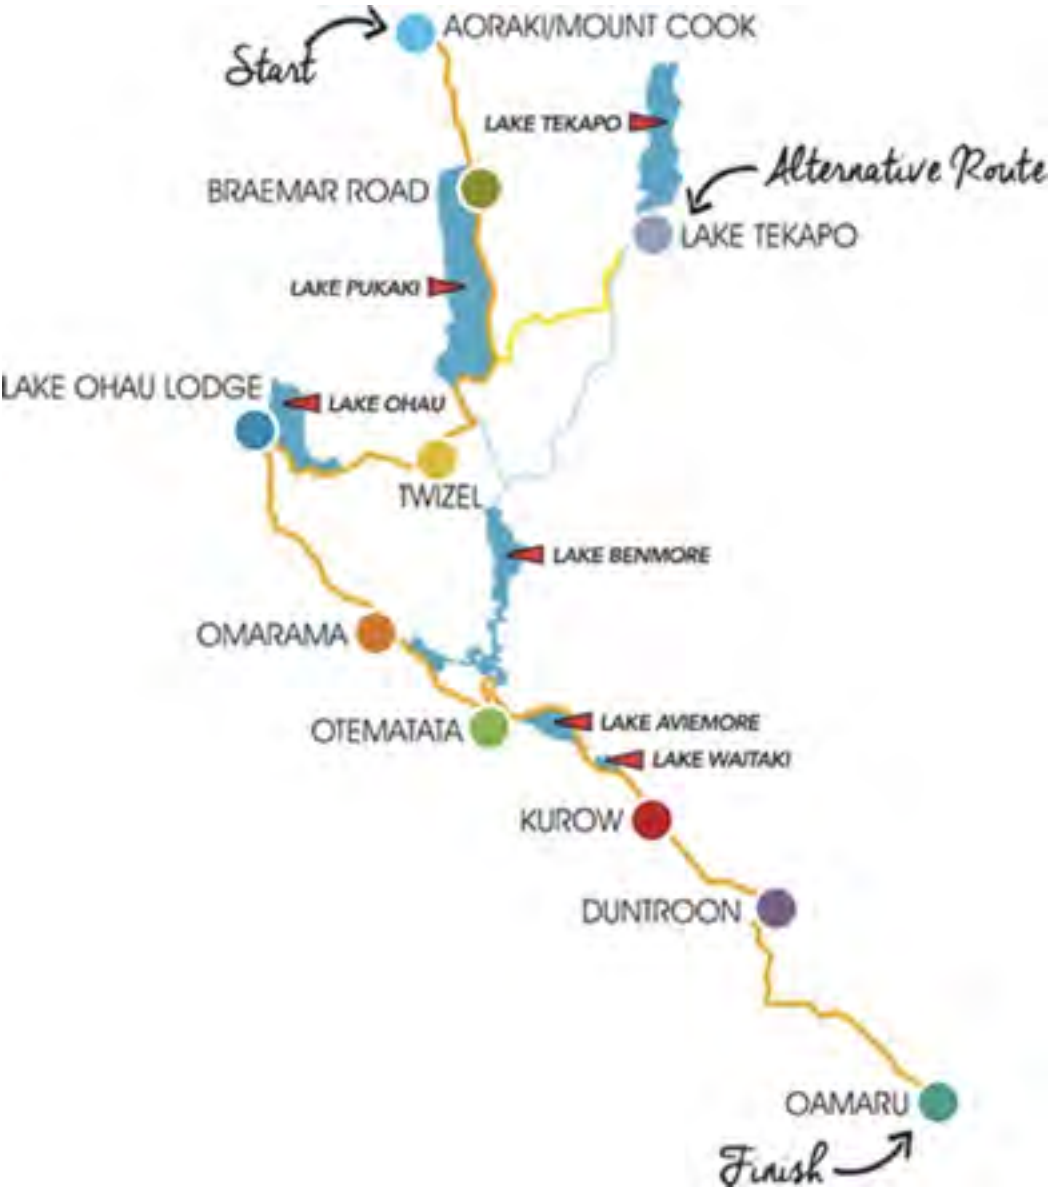 AORAKI/MOUNT COOK
Start
LAKE TEKAPO
Alternative Route
BRAEMAR ROAD
LAKE TEKAPO
LAKE PUKAKI
LAKE OHAU LODGE
LAKE OHAU
TWIZEL
LAKE BENMORE
OMARAMA
OTEMATATA
LAKE AVIEMORE
LAKE WAITAKI
KUROW
DUNTROON
OAMARU
Finish